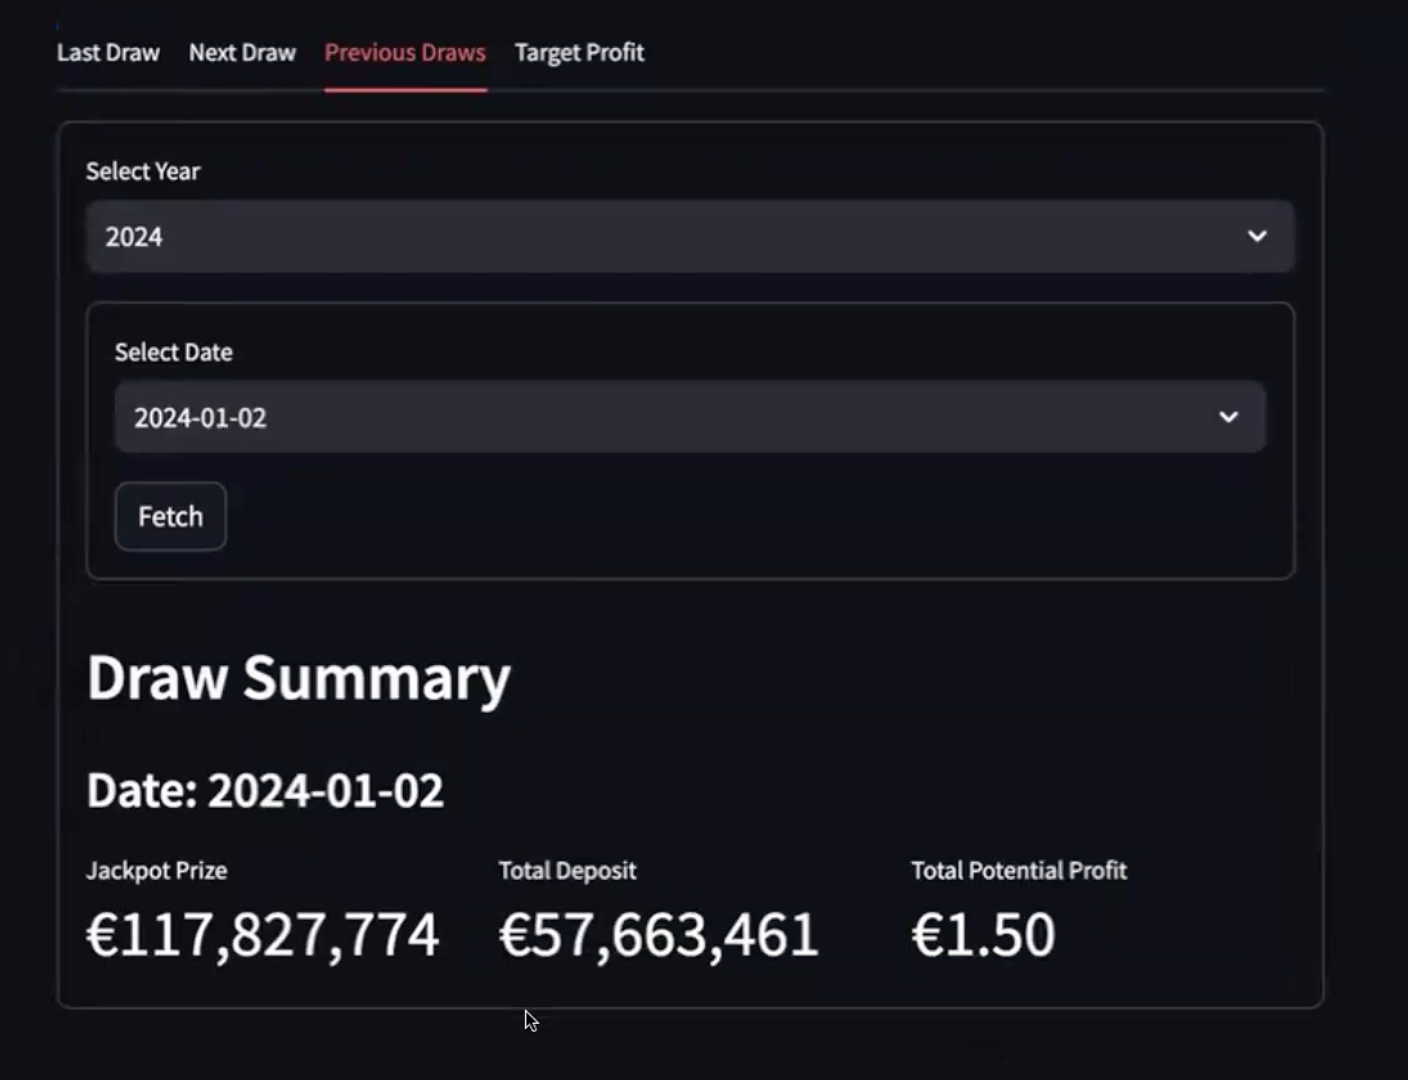 Last Draw Next Draw Previous Draws Target Profit
Select Year
2024
Select Date
2024-01-02
Fetch
Draw Summary
Date: 2024-01-02
Jackpot Prize Total Deposit Total Potential Profit
€117,827,774 €57,663,461 €1.50